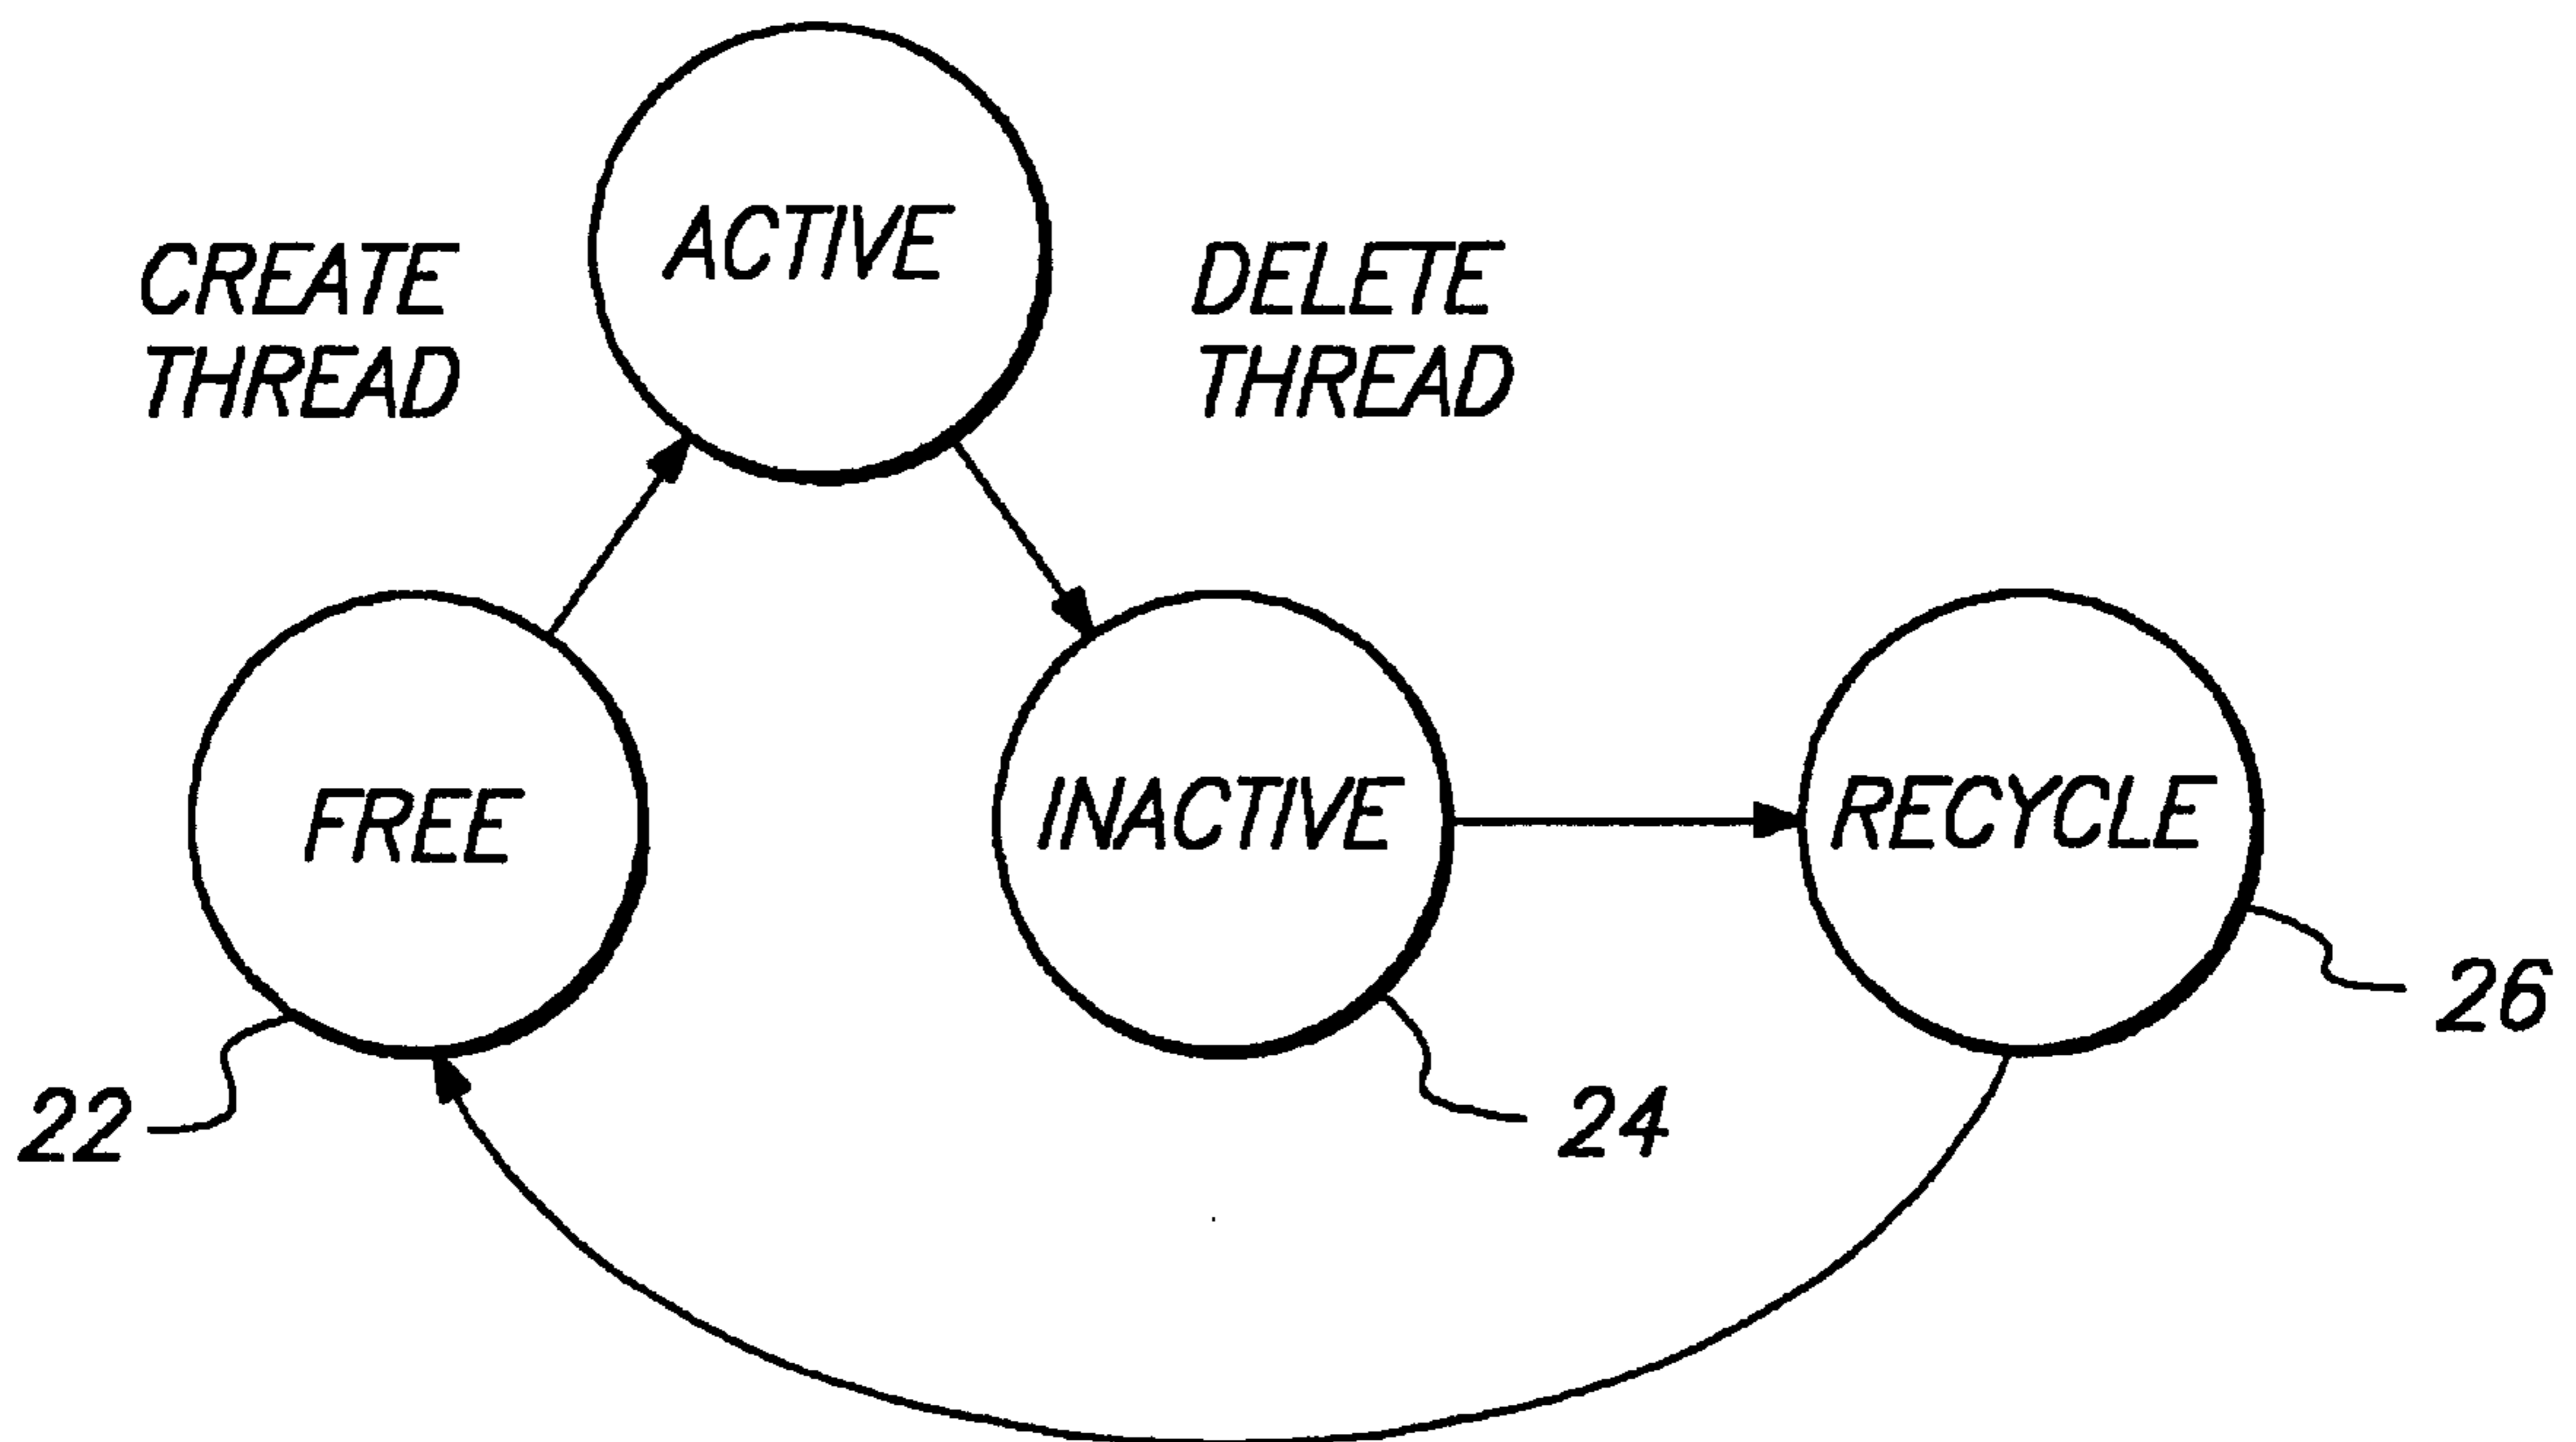 ACTIVE
CREATE
THREAD
DELETE
THREAD
FREE
INACTIVE
RECYCLE
22
24
26